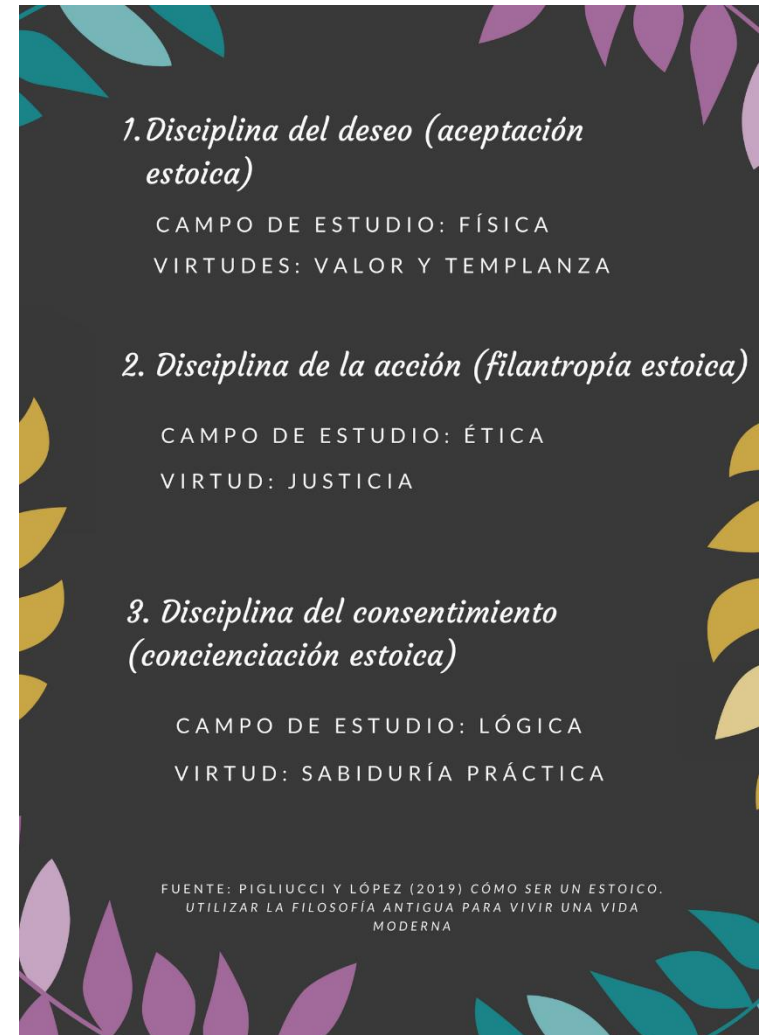 1. Disciplina del deseo (aceptación
estoica)
CAMPO DE ESTUDIO: FÍSICA
VIRTUDES: VALOR Y TEMPLANZA
2. Disciplina de la acción (filantropía estoica)
CAMPO DE ESTUDIO: ÉTICA
VIRTUD: JUSTICIA
3. Disciplina del consentimiento
(concienciación estoica)
CAMPO DE ESTUDIO: LÓGICA
VIRTUD: SABIDURÍA PRÁCTICA
FUENTE: PIGLIUCCI Y LÓPEZ (2019) CÓMO SER UN ESTOICO.
UTILIZAR LA FILOSOFÍA ANTIGUA PARA VIVIR UNA VIDA
MODERNA